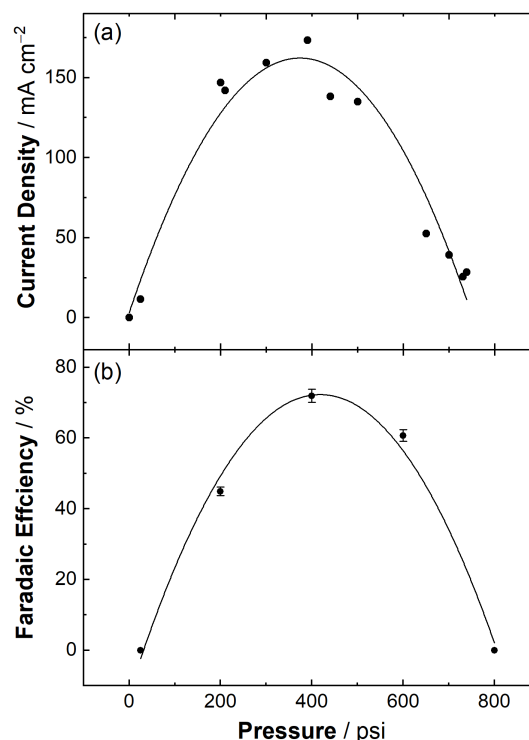 (a)
150
100
50
0
Current Density / mA cm⁻²
(b)
80
60
40
20
0
Faradaic Effciency / %
0 200 400 600 800
Pressure / psi